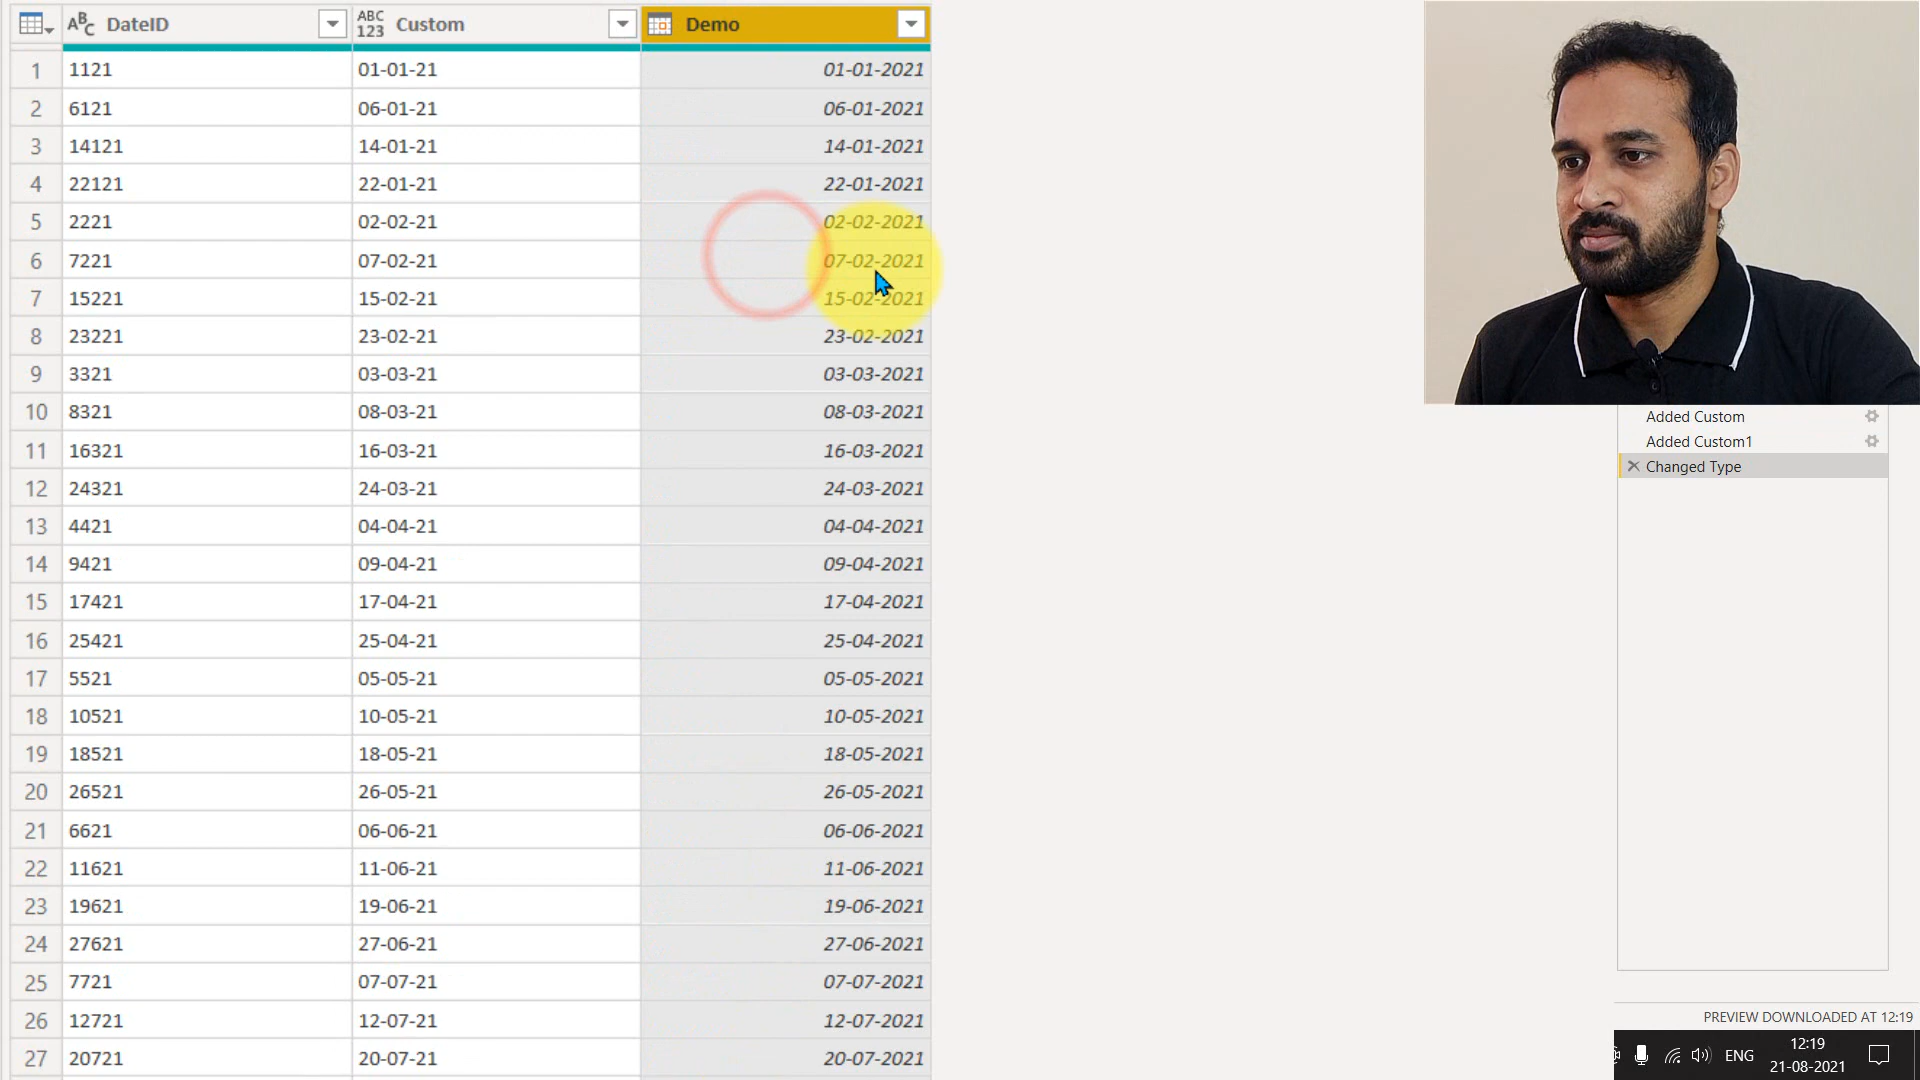 ABC DateID ABC 123 Custom Demo
1 1121 01-01-21 01-01-2021
2 6121 06-01-21 06-01-2021
3 14121 14-01-21 14-01-2021
4 22121 22-01-21 22-01-2021
5 2221 02-02-21 02-02-2021
6 7221 07-02-21 07-02-2021
7 15221 15-02-21 15-02-2021
8 23221 23-02-21 23-02-2021
9 3321 03-03-21 03-03-2021
10 8321 08-03-21 08-03-2021
11 16321 16-03-21 16-03-2021
12 24321 24-03-21 24-03-2021
13 4421 04-04-21 04-04-2021
14 9421 09-04-21 09-04-2021
15 17421 17-04-21 17-04-2021
16 25421 25-04-21 25-04-2021
17 5521 05-05-21 05-05-2021
18 10521 10-05-21 10-05-2021
19 18521 18-05-21 18-05-2021
20 26521 26-05-21 26-05-2021
21 6621 06-06-21 06-06-2021
22 11621 11-06-21 11-06-2021
23 19621 19-06-21 19-06-2021
24 27621 27-06-21 27-06-2021
25 7721 07-07-21 07-07-2021
26 12721 12-07-21 12-07-2021
27 20721 20-07-21 20-07-2021
Added Custom
Added Custom1
Changed Type
PREVIEW DOWNLOADED AT 12:19
ENG
12:19
21-08-2021